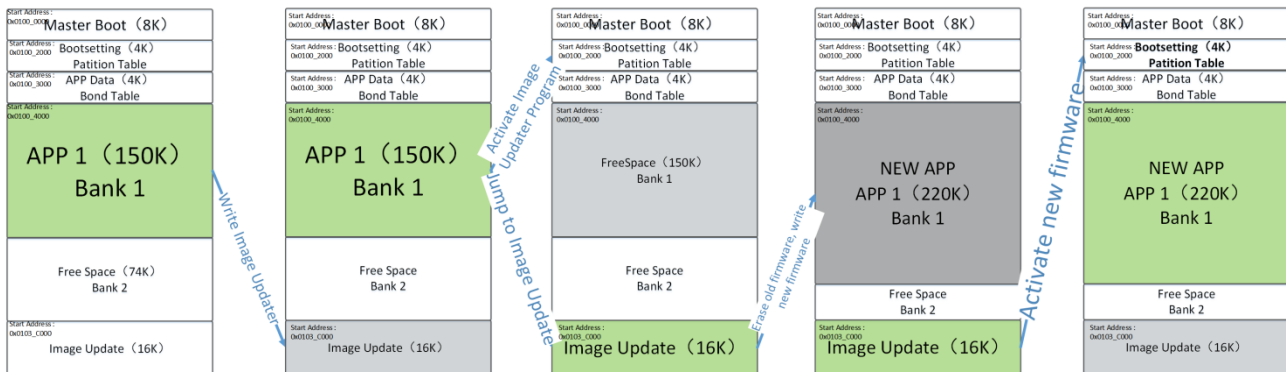 Start Address :
0x0100_0000
Master Boot（8K）
Start Address :
0x0100_2000
Bootsetting（4K）
Patition Table
Start Address :
0x0100_3000
APP Data（4K）
Bond Table
Start Address :
0x0100_4000
APP 1（150K）
Bank 1
Free Space（74K）
Bank 2
Start Address :
0x0103_C000
Image Update（16K）
Write Image Updater
Start Address :
0x0100_0000
Master Boot（8K）
Start Address :
0x0100_2000
Bootsetting（4K）
Patition Table
Start Address :
0x0100_3000
APP Data（4K）
Bond Table
Start Address :
0x0100_4000
APP 1（150K）
Bank 1
Free Space
Bank 2
Start Address :
0x0103_C000
Image Update（16K）
Activate Image
Updater Program
Jump to Image Update
Start Address :
0x0100_0000
Master Boot（8K）
Start Address :
0x0100_2000
Bootsetting（4K）
Patition Table
Start Address :
0x0100_3000
APP Data（4K）
Bond Table
Start Address :
0x0100_4000
FreeSpace（150K）
Bank 1
Free Space
Bank 2
Start Address :
0x0103_C000
Image Update（16K）
Erase old firmware, write
new firmware
Start Address :
0x0100_0000
Master Boot（8K）
Start Address :
0x0100_2000
Bootsetting（4K）
Patition Table
Start Address :
0x0100_3000
APP Data（4K）
Bond Table
Start Address :
0x0100_4000
NEW APP
APP 1（220K）
Bank 1
Free Space
Bank 2
Start Address :
0x0103_C000
Image Update（16K）
Activate new firmware
Start Address :
0x0100_0000
Master Boot（8K）
Start Address :
0x0100_2000
Bootsetting（4K）
Patition Table
Start Address :
0x0100_3000
APP Data（4K）
Bond Table
Start Address :
0x0100_4000
NEW APP
APP 1（220K）
Bank 1
Free Space
Bank 2
Start Address :
0x0103_C000
Image Update（16K）